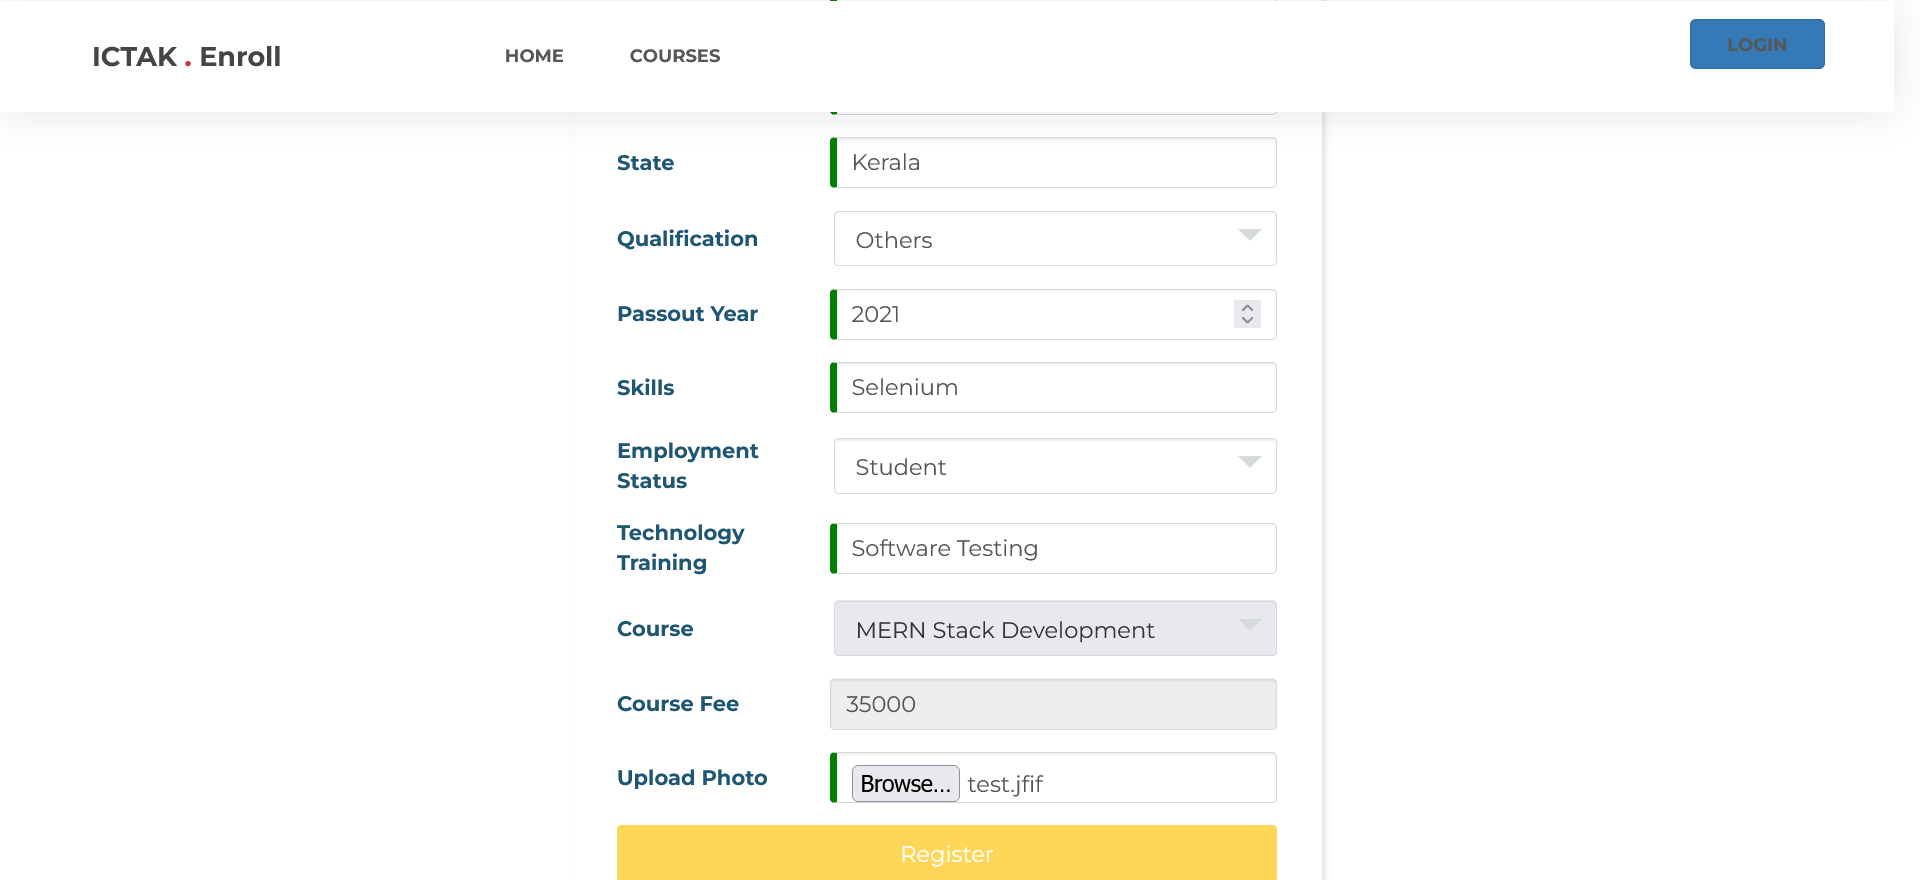 ICTAK . Enroll
HOME
COURSES
LOGIN
State
Kerala
Qualification
Others
Passout Year
2021
Skills
Selenium
Employment
Status
Student
Technology
Training
Software Testing
Course
MERN Stack Development
Course Fee
35000
Upload Photo
Browse... test.jfif
Register